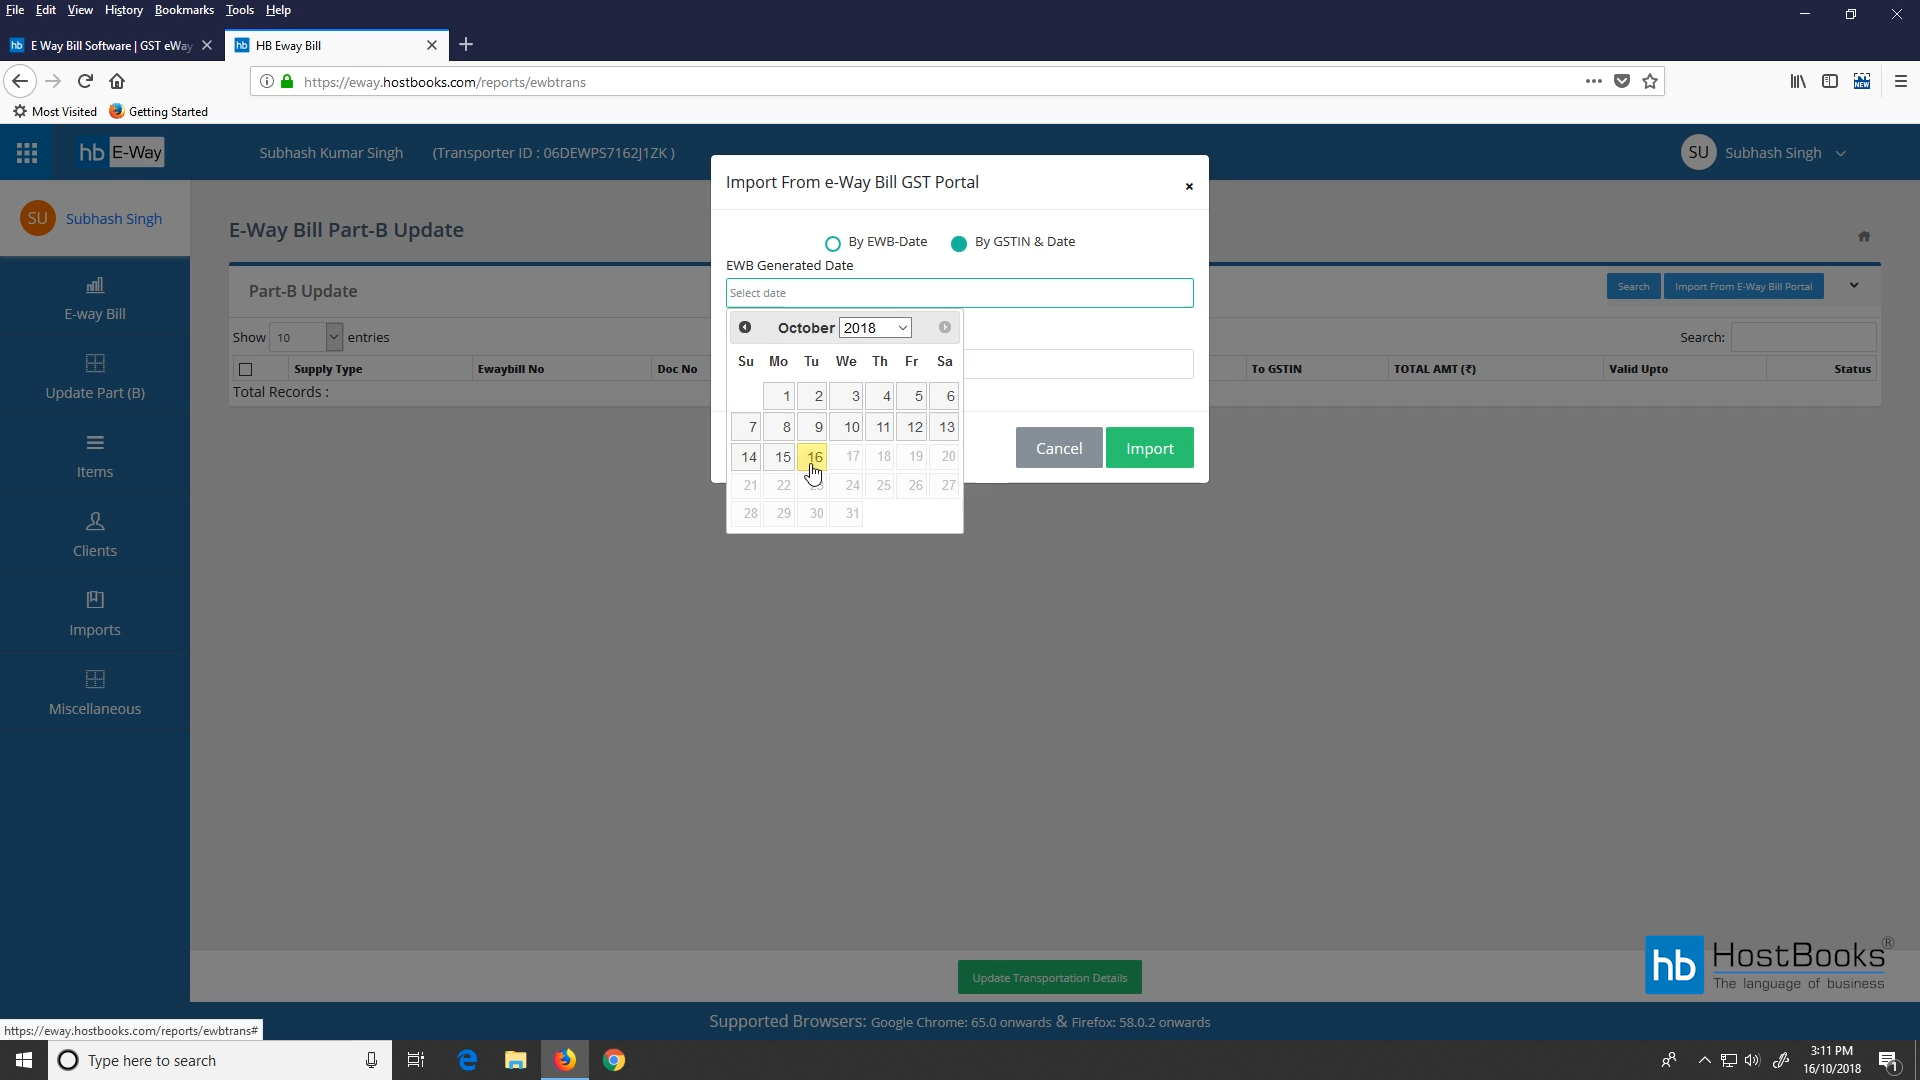 File Edit View History Bookmarks Tools Help
hb E Way Bill Software | GST eWay
hb HB Eway Bill
https://eway.hostbooks.com/reports/ewbtrans
NEW
Most Visited Getting Started
hb E-Way
Subhash Kumar Singh (Transporter ID : 06DEWPS7162J1ZK )
SU Subhash Singh
SU Subhash Singh
E-way Bill
Update Part (B)
Items
Clients
Imports
Miscellaneous
E-Way Bill Part-B Update
Part-B Update
Search Import From E-Way Bill Portal
Show 10 entries
Search:
Supply Type Ewaybill No Doc No To GSTIN TOTAL AMT (₹) Valid Upto Status
Total Records :
Import From e-Way Bill GST Portal
×
By EWB-Date By GSTIN & Date
EWB Generated Date
Select date
October 2018
Su Mo Tu We Th Fr Sa
1 2 3 4 5 6
7 8 9 10 11 12 13
14 15 16 17 18 19 20
21 22 23 24 25 26 27
28 29 30 31
Cancel Import
Update Transportation Details
hb HostBooks®
The language of business
Supported Browsers: Google Chrome: 65.0 onwards & Firefox: 58.0.2 onwards
https://eway.hostbooks.com/reports/ewbtrans#
Type here to search
3:11 PM
16/10/2018
1